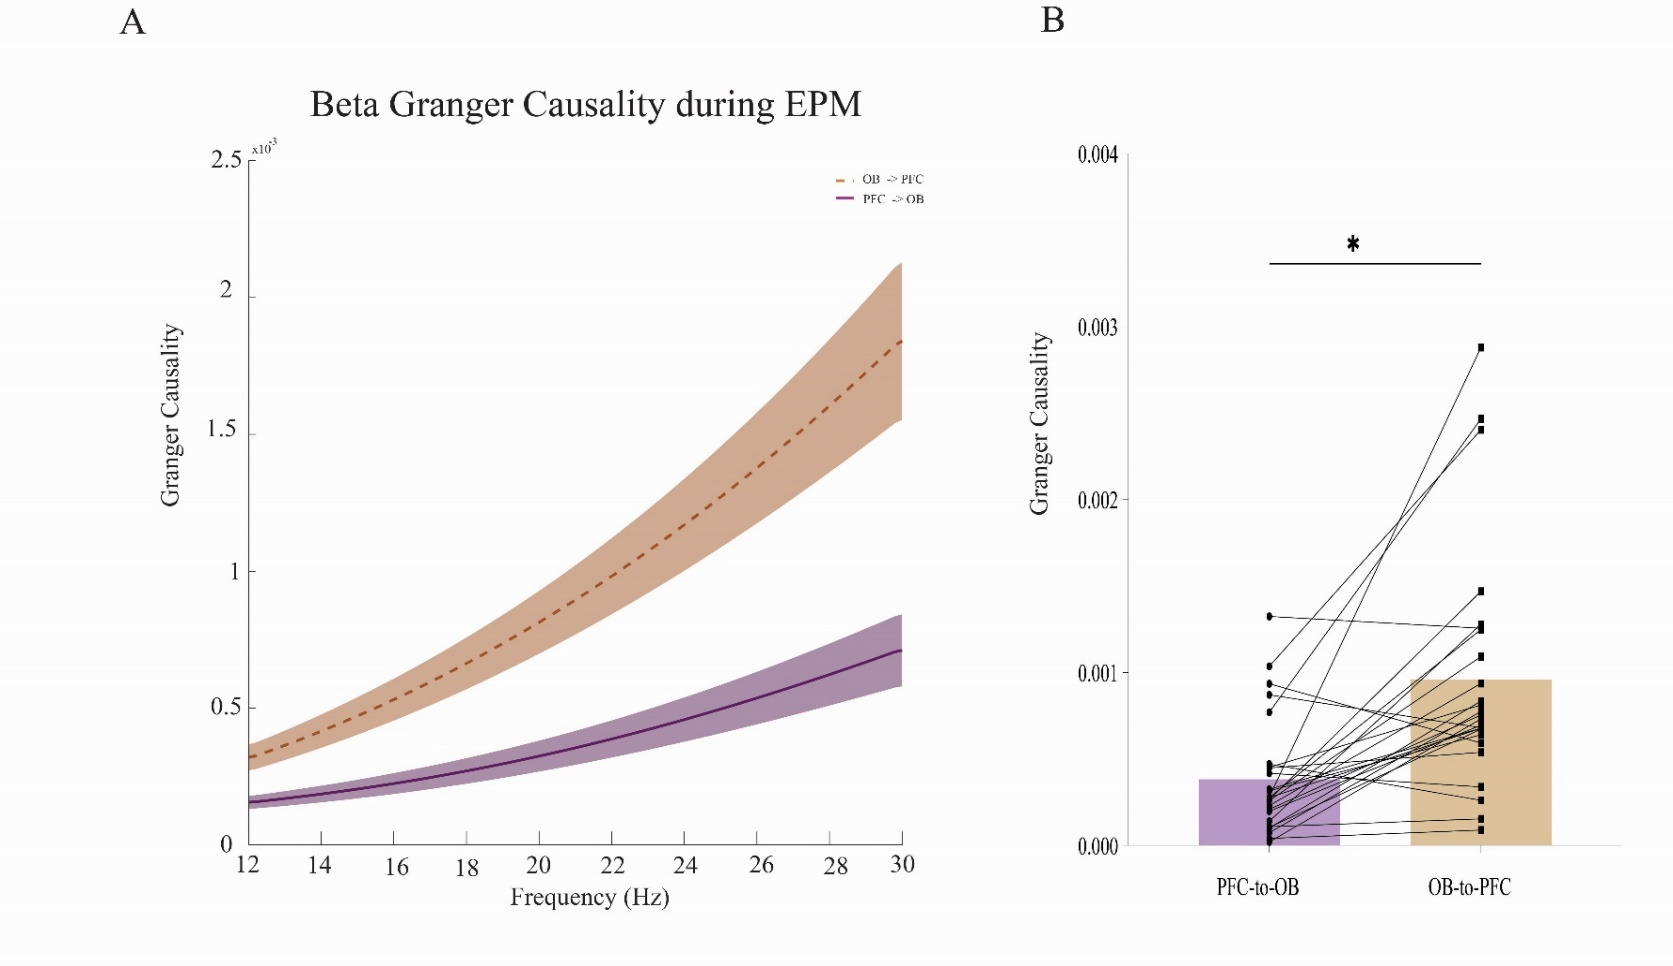 A
B
Beta Granger Causality during EPM
x10-3
2.5
2
1.5
1
0.5
0
Granger Causality
OB -> PFC
PFC -> OB
12 14 16 18 20 22 24 26 28 30
Frequency (Hz)
0.004
0.003
0.002
0.001
0.000
Granger Causality
*
PFC-to-OB OB-to-PFC